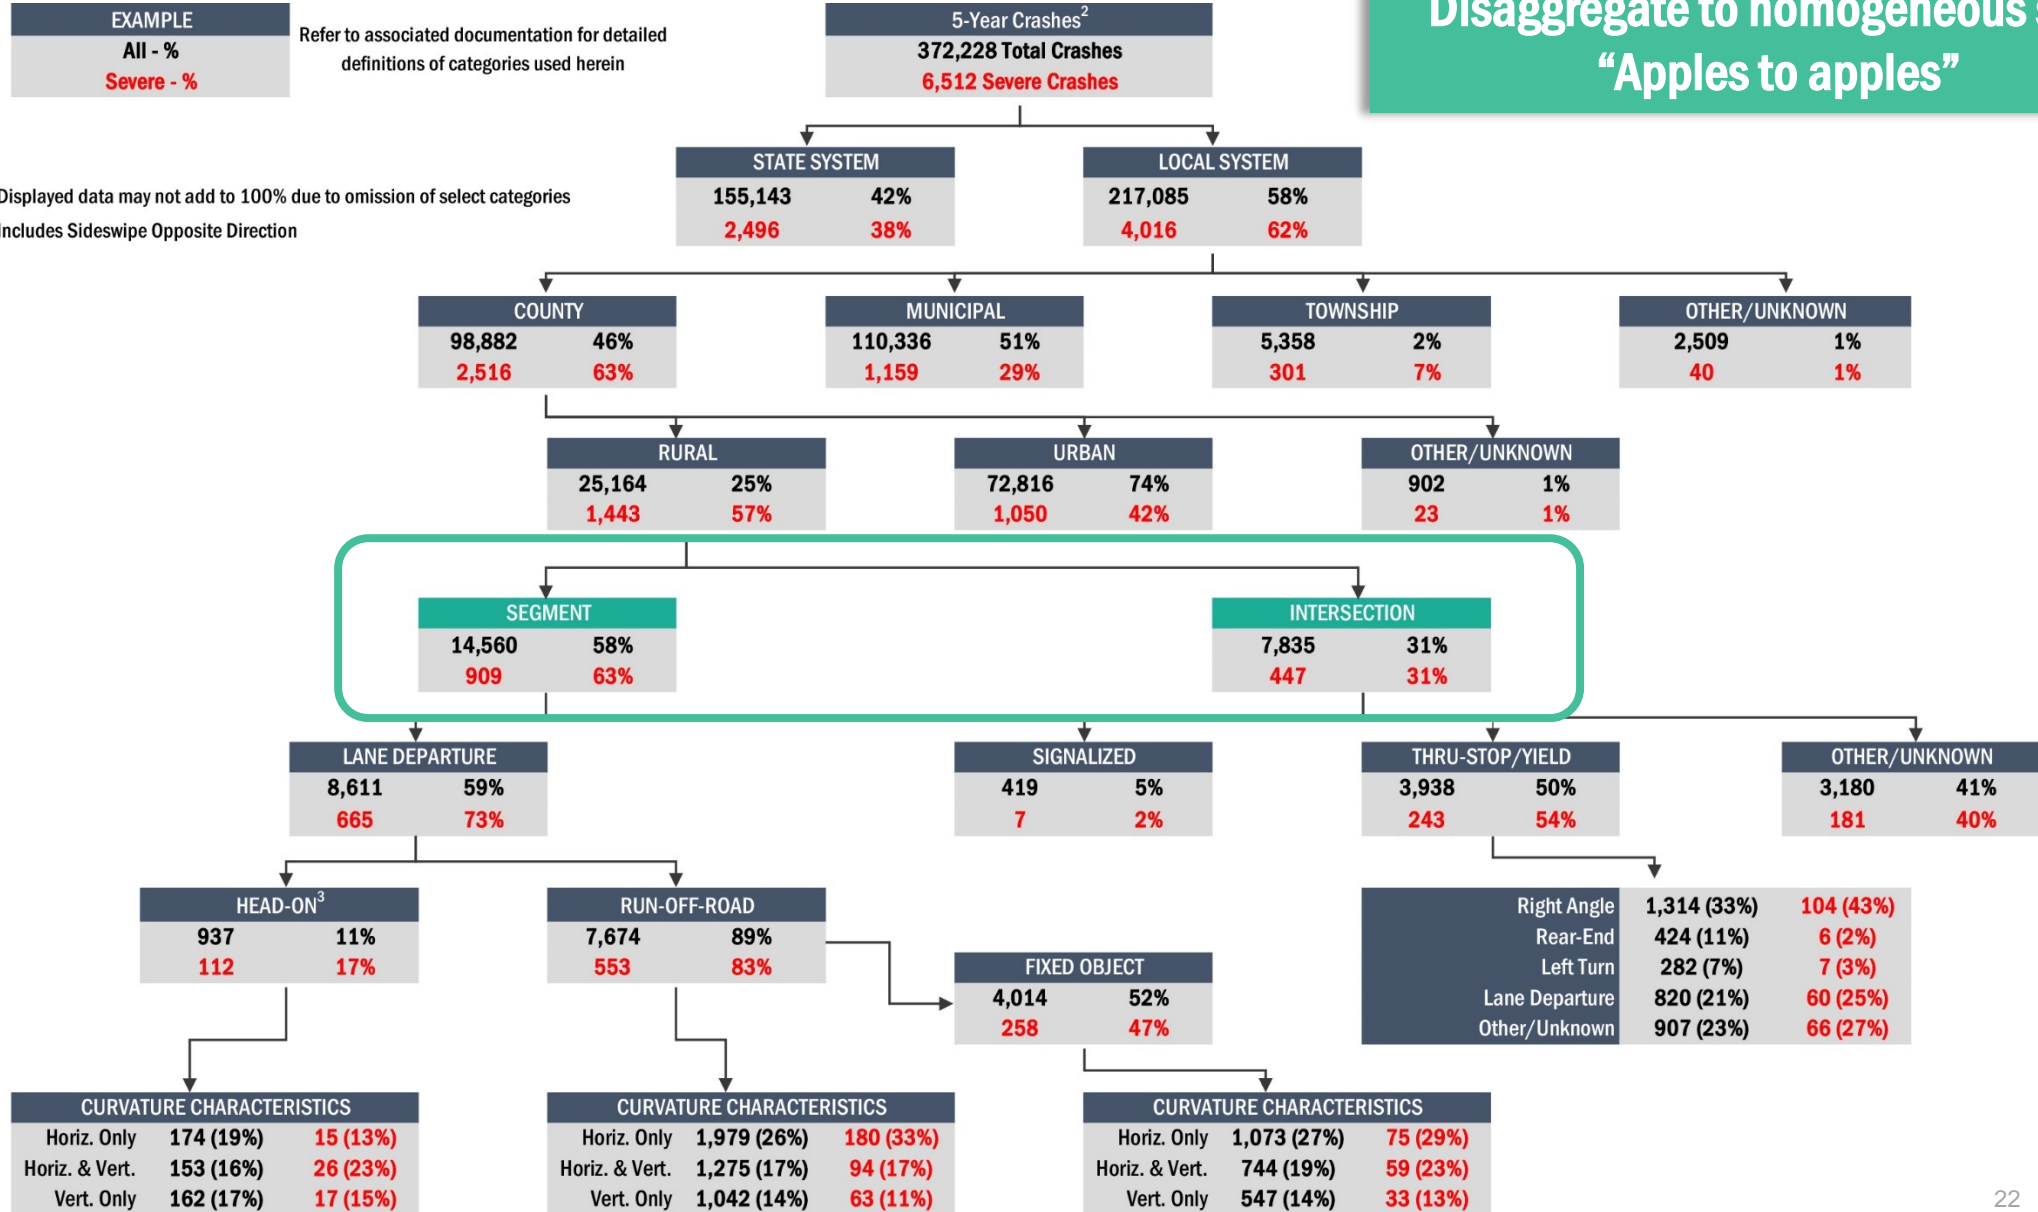 EXAMPLE
All - %
Severe - %
Refer to associated documentation for detailed
definitions of categories used herein
5-Year Crashes2
372,228 Total Crashes
6,512 Severe Crashes
Disaggregate to homogeneous
“Apples to apples”
STATE SYSTEM
155,143 42%
2,496 38%
LOCAL SYSTEM
217,085 58%
4,016 62%
Displayed data may not add to 100% due to omission of select categories
Includes Sideswipe Opposite Direction
COUNTY
98,882 46%
2,516 63%
MUNICIPAL
110,336 51%
1,159 29%
TOWNSHIP
5,358 2%
301 7%
OTHER/UNKNOWN
2,509 1%
40 1%
RURAL
25,164 25%
1,443 57%
URBAN
72,816 74%
1,050 42%
OTHER/UNKNOWN
902 1%
23 1%
SEGMENT
14,560 58%
909 63%
INTERSECTION
7,835 31%
447 31%
LANE DEPARTURE
8,611 59%
665 73%
SIGNALIZED
419 5%
7 2%
THRU-STOP/YIELD
3,938 50%
243 54%
OTHER/UNKNOWN
3,180 41%
181 40%
HEAD-ON3
937 11%
112 17%
RUN-OFF-ROAD
7,674 89%
553 83%
FIXED OBJECT
4,014 52%
258 47%
Right Angle 1,314 (33%) 104 (43%)
Rear-End 424 (11%) 6 (2%)
Left Turn 282 (7%) 7 (3%)
Lane Departure 820 (21%) 60 (25%)
Other/Unknown 907 (23%) 66 (27%)
CURVATURE CHARACTERISTICS
Horiz. Only 174 (19%) 15 (13%)
Horiz. & Vert. 153 (16%) 26 (23%)
Vert. Only 162 (17%) 17 (15%)
CURVATURE CHARACTERISTICS
Horiz. Only 1,979 (26%) 180 (33%)
Horiz. & Vert. 1,275 (17%) 94 (17%)
Vert. Only 1,042 (14%) 63 (11%)
CURVATURE CHARACTERISTICS
Horiz. Only 1,073 (27%) 75 (29%)
Horiz. & Vert. 744 (19%) 59 (23%)
Vert. Only 547 (14%) 33 (13%)
22